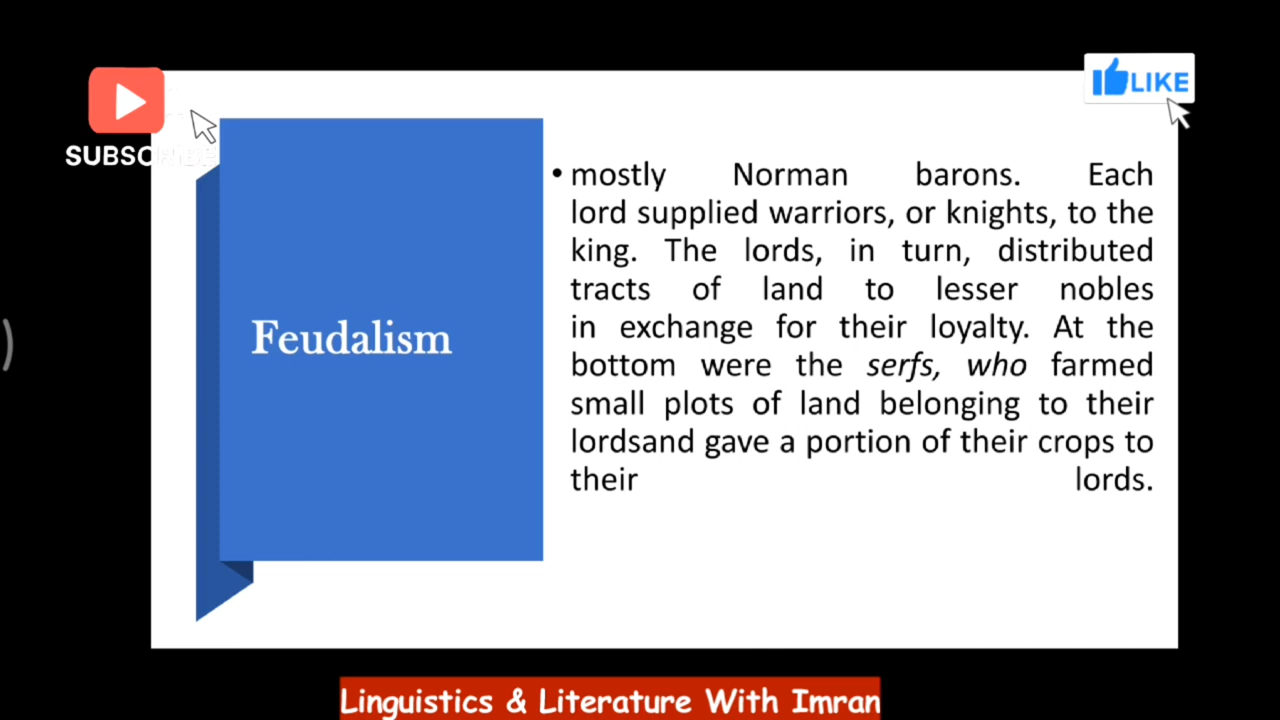 LIKE
SUBSCRIBE
Feudalism
• mostly Norman barons. Each
lord supplied warriors, or knights, to the
king. The lords, in turn, distributed
tracts of land to lesser nobles
in exchange for their loyalty. At the
bottom were the serfs, who farmed
small plots of land belonging to their
lordsand gave a portion of their crops to
their lords.
Linguistics & Literature With Imran